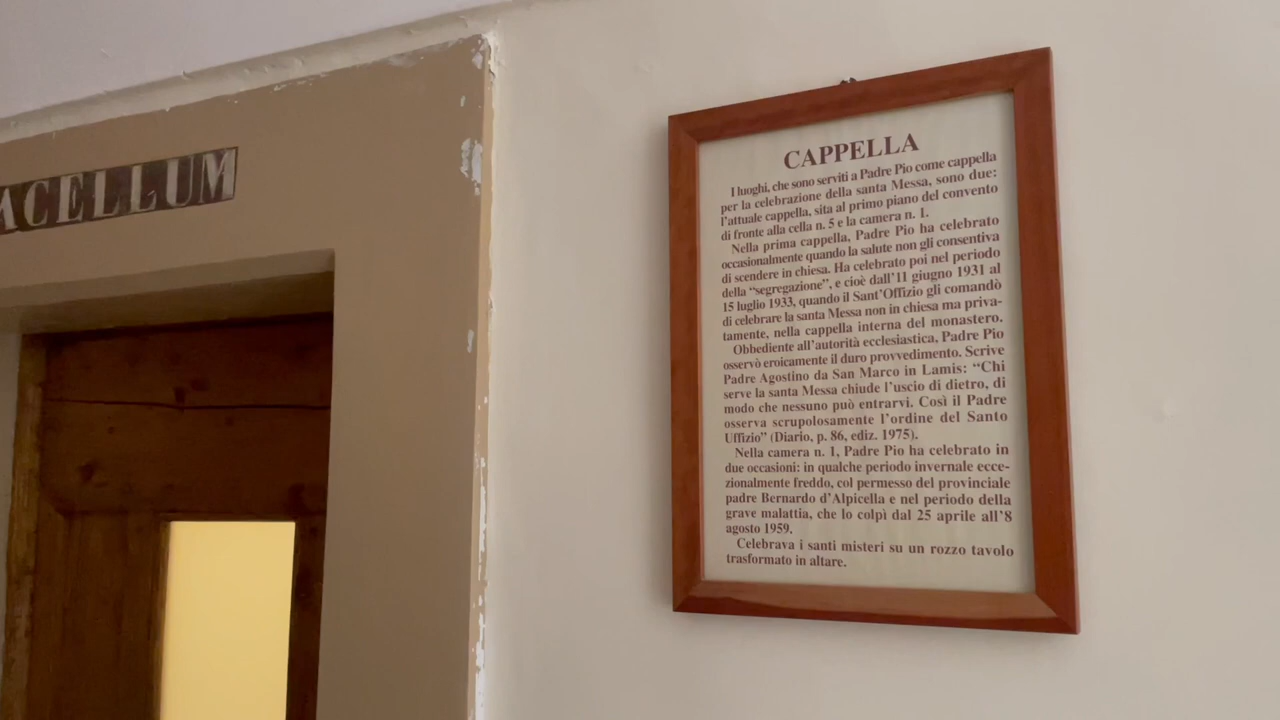 ACELLUM
CAPPELLA
I luoghi, che sono serviti a Padre Pio come cappella
per la celebrazione della santa Messa, sono due:
l'attuale cappella, sita al primo piano del convento
di fronte alla cella n. 5 e la camera n. 1.
Nella prima cappella, Padre Pio ha celebrato
occasionalmente quando la salute non gli consentiva
di scendere in chiesa. Ha celebrato poi nel periodo
della “segregazione”, e cioè dall'11 giugno 1931 al
15 luglio 1933, quando il Sant'Offizio gli comandò
di celebrare la santa Messa non in chiesa ma priva-
tamente, nella cappella interna del monastero.
Obbediente all'autorità ecclesiastica, Padre Pio
osservò eroicamente il duro provvedimento. Scrive
Padre Agostino da San Marco in Lamis: “Chi
serve la santa Messa chiude l'uscio di dietro, di
modo che nessuno può entrarvi. Così il Padre
osserva scrupolosamente l'ordine del Santo
Uffizio” (Diario, p. 86, ediz. 1975).
Nella camera n. 1, Padre Pio ha celebrato in
due occasioni: in qualche periodo invernale ecce-
zionalmente freddo, col permesso del provinciale
padre Bernardo d'Alpicella e nel periodo della
grave malattia, che lo colpì dal 25 aprile all'8
agosto 1959.
Celebrava i santi misteri su un rozzo tavolo
trasformato in altare.